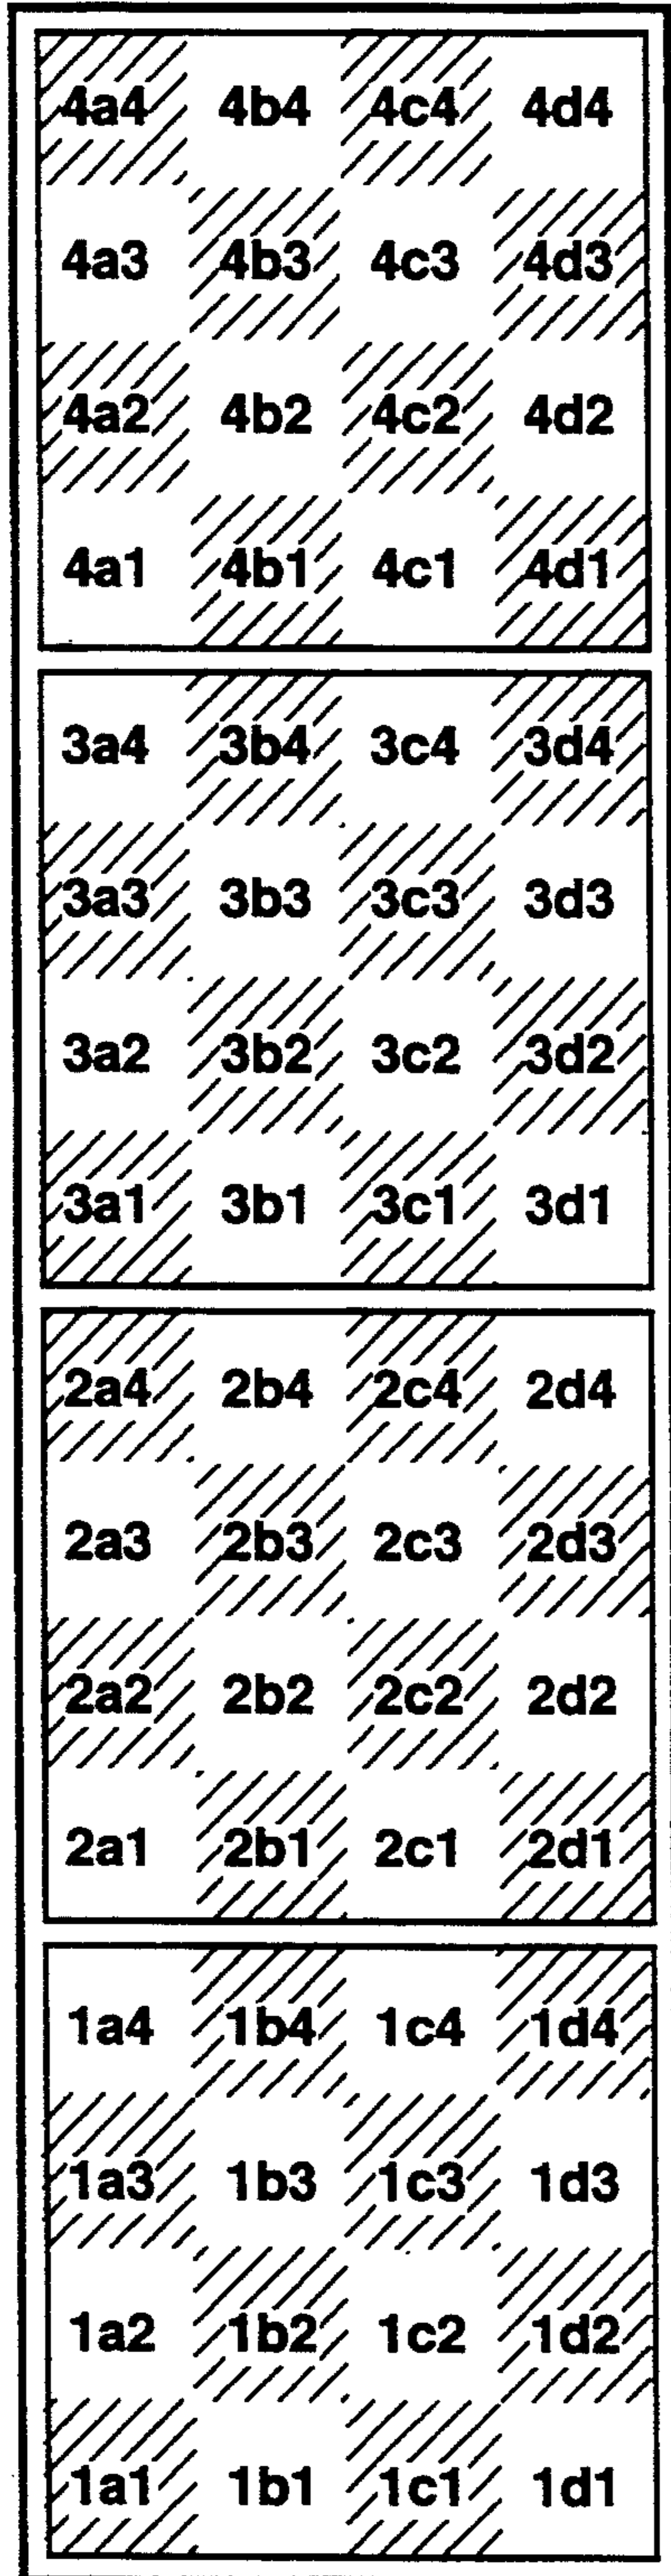 4a4 4b4 4c4 4d4
4a3 4b3 4c3 4d3
4a2 4b2 4c2 4d2
4a1 4b1 4c1 4d1
3a4 3b4 3c4 3d4
3a3 3b3 3c3 3d3
3a2 3b2 3c2 3d2
3a1 3b1 3c1 3d1
2a4 2b4 2c4 2d4
2a3 2b3 2c3 2d3
2a2 2b2 2c2 2d2
2a1 2b1 2c1 2d1
1a4 1b4 1c4 1d4
1a3 1b3 1c3 1d3
1a2 1b2 1c2 1d2
1a1 1b1 1c1 1d1